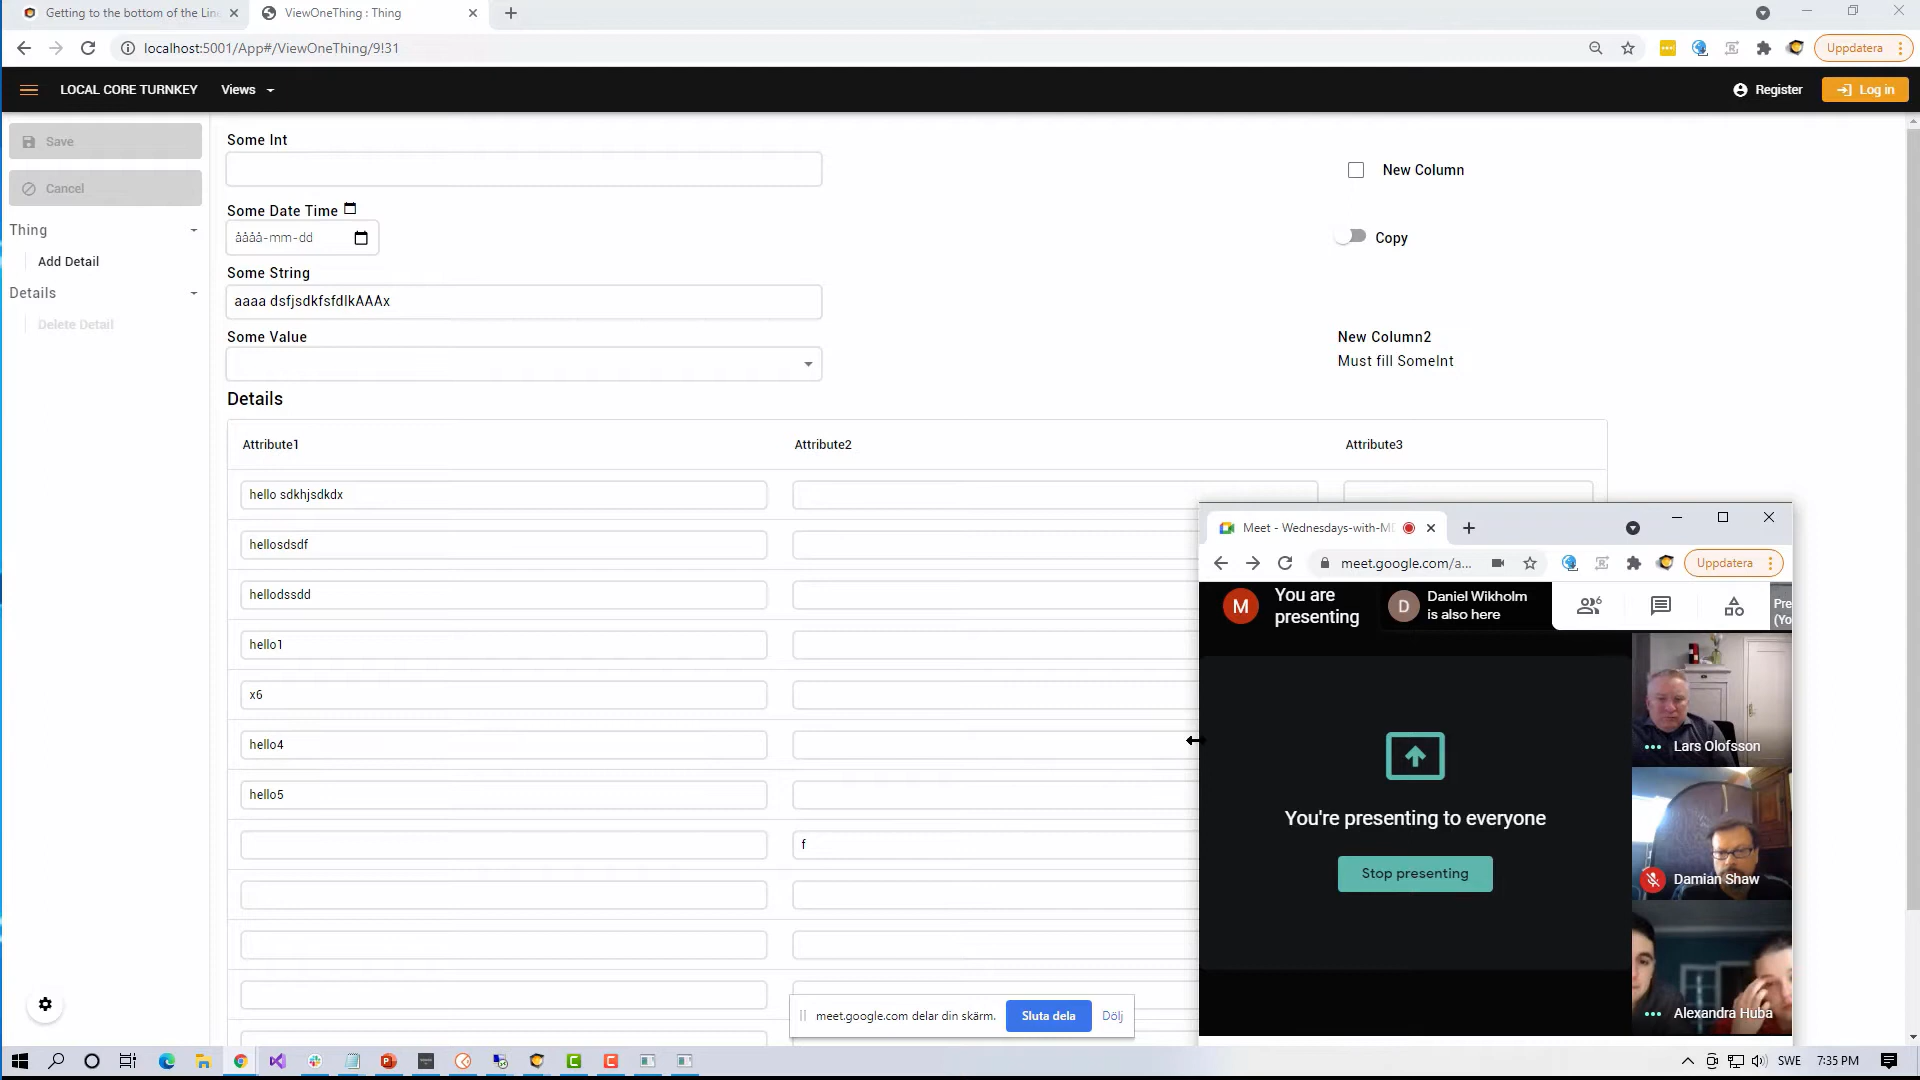 Getting to the bottom of the Line
ViewOneThing : Thing
localhost:5001/App#/ViewOneThing/9!31
Uppdatera
LOCAL CORE TURNKEY
Views
Register
Log in
Save
Cancel
Thing
Add Detail
Details
Delete Detail
Some Int
New Column
Some Date Time
åååå-mm-dd
Copy
Some String
aaaa dsfjsdkfsfdlkAAAx
Some Value
New Column2
Must fill SomeInt
Details
Attribute1 Attribute2 Attribute3
hello sdkhjsdkdx
hellosdsdf
hellodssdd
hello1
x6
hello4
hello5
f
Meet - Wednesdays-with-MD
meet.google.com/a...
Uppdatera
M
You are
presenting
D
Daniel Wikholm
is also here
6
Pre
(Yo
Lars Olofsson
You're presenting to everyone
Stop presenting
Damian Shaw
Alexandra Huba
meet.google.com delar din skärm.
Sluta dela
Dölj
SWE
7:35 PM